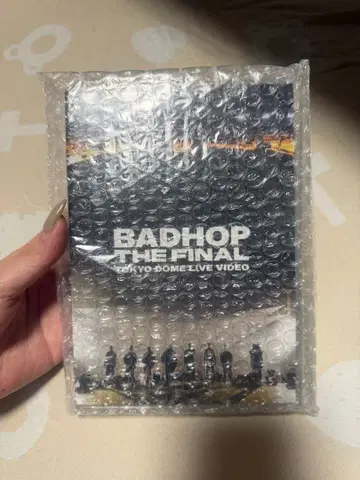 BADHOP
THE FINAL
TOKYO DOME LIVE VIDEO